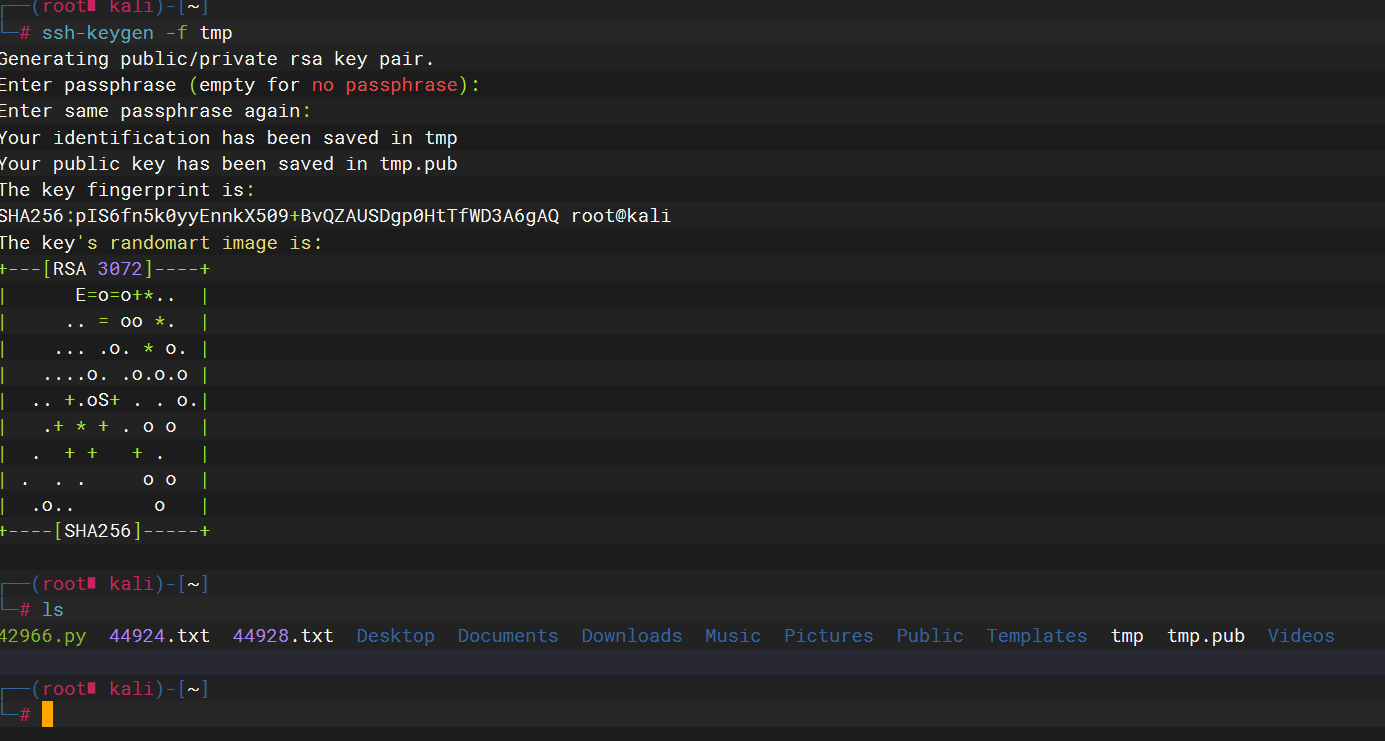 ┌──(root㉿ kali)-[~]
└─# ssh-keygen -f tmp
Generating public/private rsa key pair.
Enter passphrase (empty for no passphrase):
Enter same passphrase again:
Your identification has been saved in tmp
Your public key has been saved in tmp.pub
The key fingerprint is:
SHA256:pIS6fn5k0yyEnnkX509+BvQZAUSDgp0HtTfWD3A6gAQ root@kali
The key's randomart image is:
+---[RSA 3072]----+
|      E=o=o+*..  |
|     .. = oo *.  |
|    ... .o. * o. |
|   ....o. .o.o.o |
|  .. +.oS+ . . o.|
|   .+ * + . o o  |
|  .  + +   + .   |
| .  . .     o o  |
|  .o..       o   |
+----[SHA256]-----+
┌──(root㉿ kali)-[~]
└─# ls
42966.py  44924.txt  44928.txt  Desktop  Documents  Downloads  Music  Pictures  Public  Templates  tmp  tmp.pub  Videos
┌──(root㉿ kali)-[~]
└─#